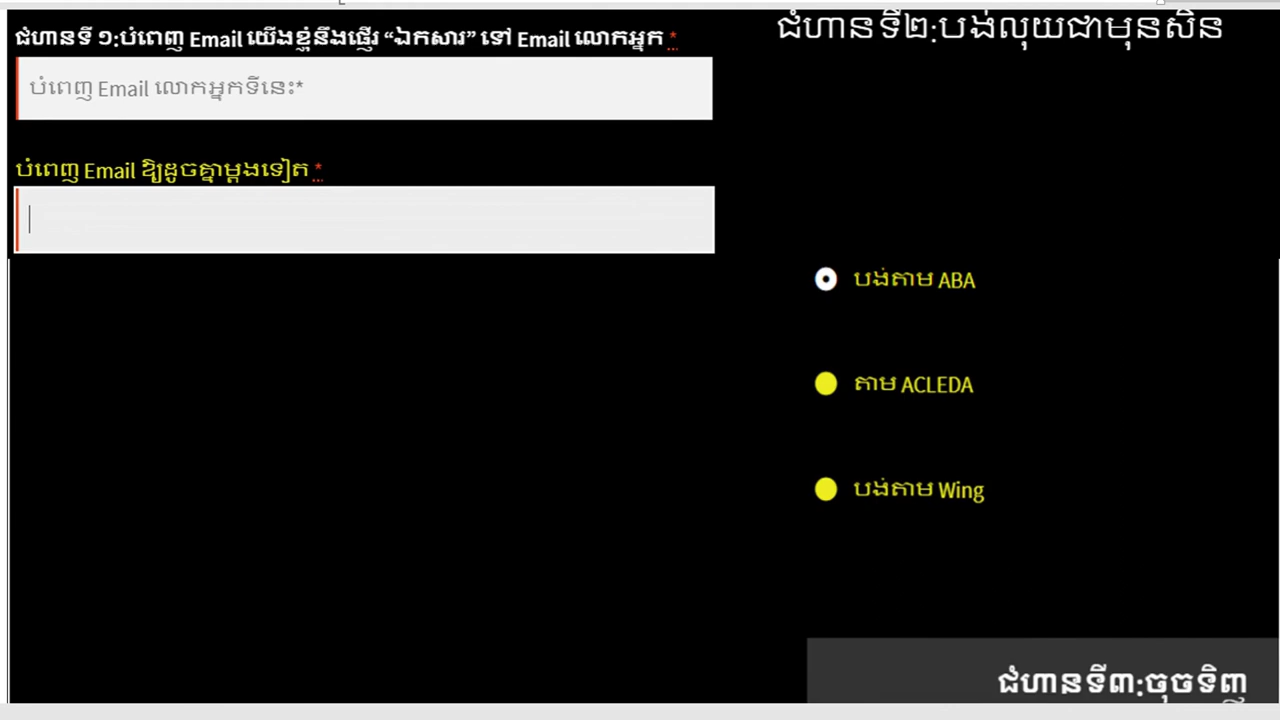 ជំហានទី ១:បំពេញ Email យើងខ្ញុំនឹងផ្ញើរ “ឯកសារ” ទៅ Email លោកអ្នក *
បំពេញ Email លោកអ្នកទីនេះ*
បំពេញ Email ឱ្យដូចគ្នាម្តងទៀត *
ជំហានទី២:បង់លុយជាមុនសិន
បង់តាម ABA
តាម ACLEDA
បង់តាម Wing
ជំហានទី៣:ចុចទិញ